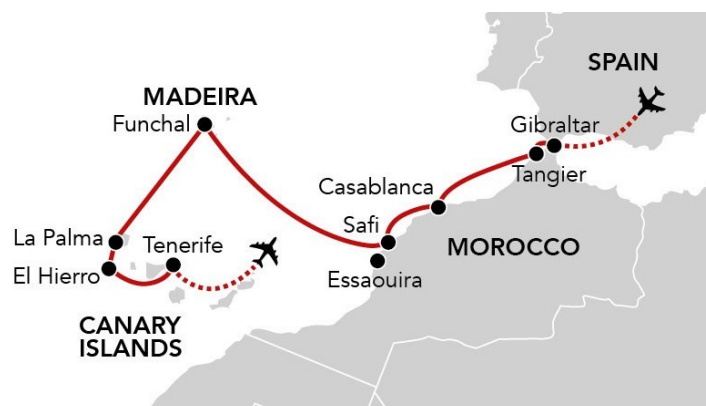 SPAIN
MADEIRA
Funchal
Gibraltar
Tangier
Casablanca
Safi
La Palma
Tenerife
MOROCCO
El Hierro
Essaouira
CANARY
ISLANDS